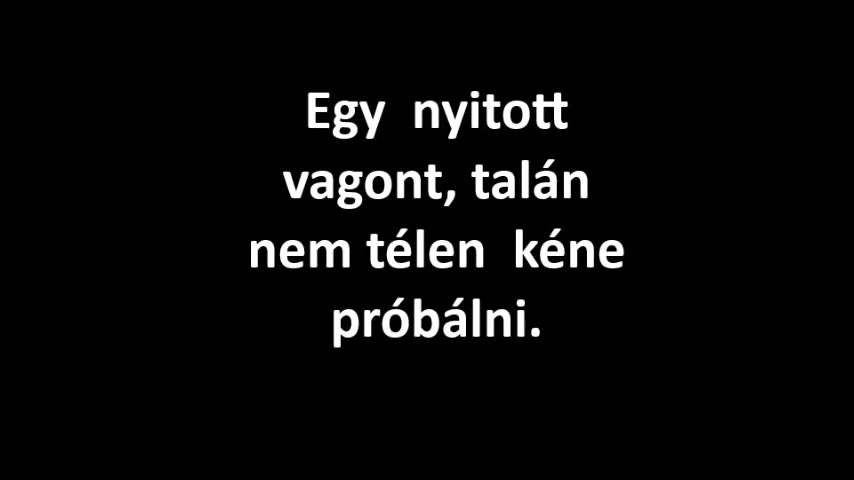 Egy nyitott
vagont, talán
nem télen kéne
próbálni.